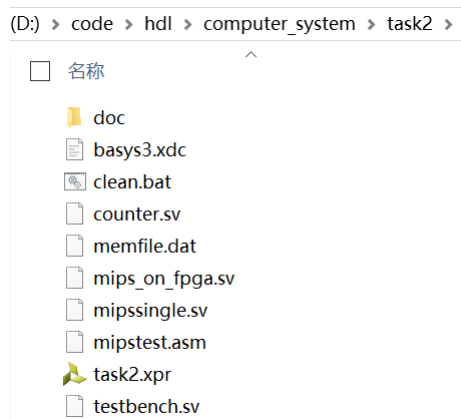 (D:) > code > hdl > computer_system > task2 >
名称
doc
basys3.xdc
clean.bat
counter.sv
memfile.dat
mips_on_fpga.sv
mipssingle.sv
mipstest.asm
task2.xpr
testbench.sv